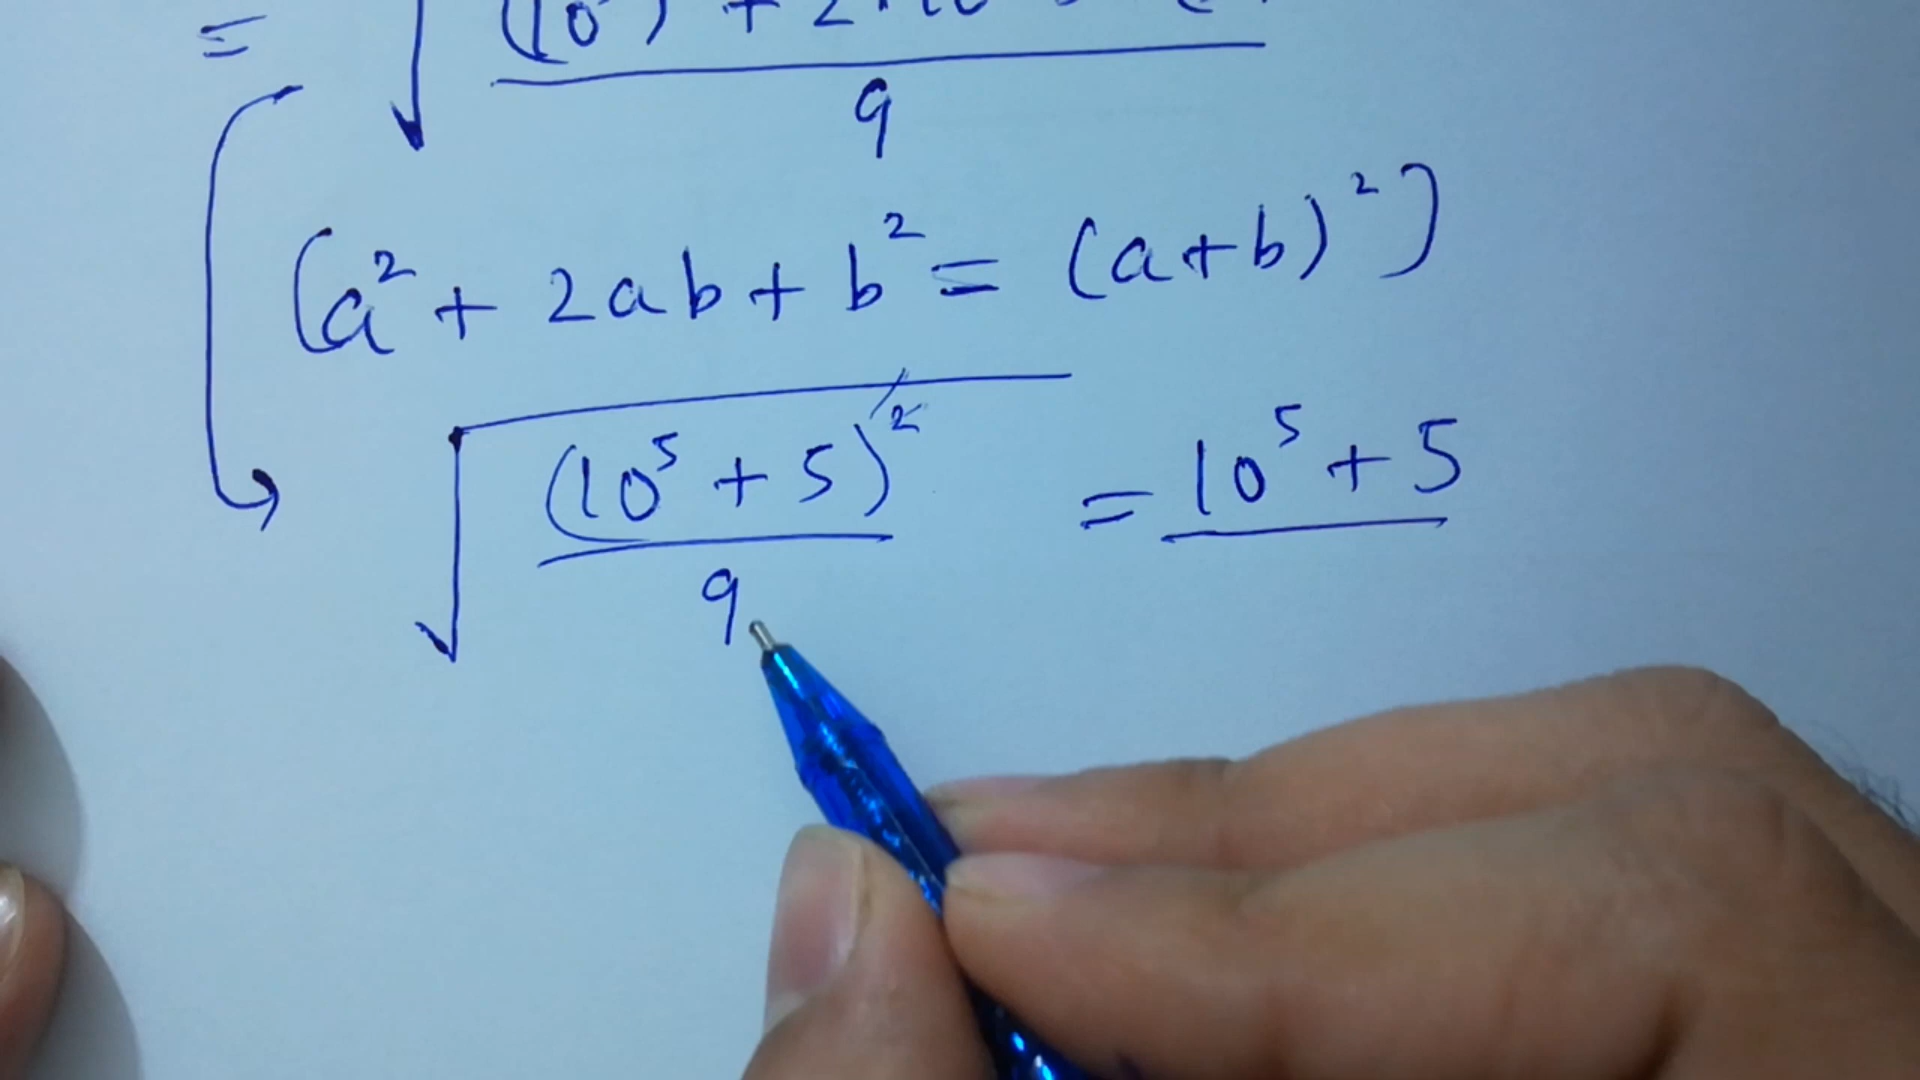 =
9
(a² + 2ab + b² = (a+b)²)
√((10⁵ + 5)² / 9) = 10⁵ + 5